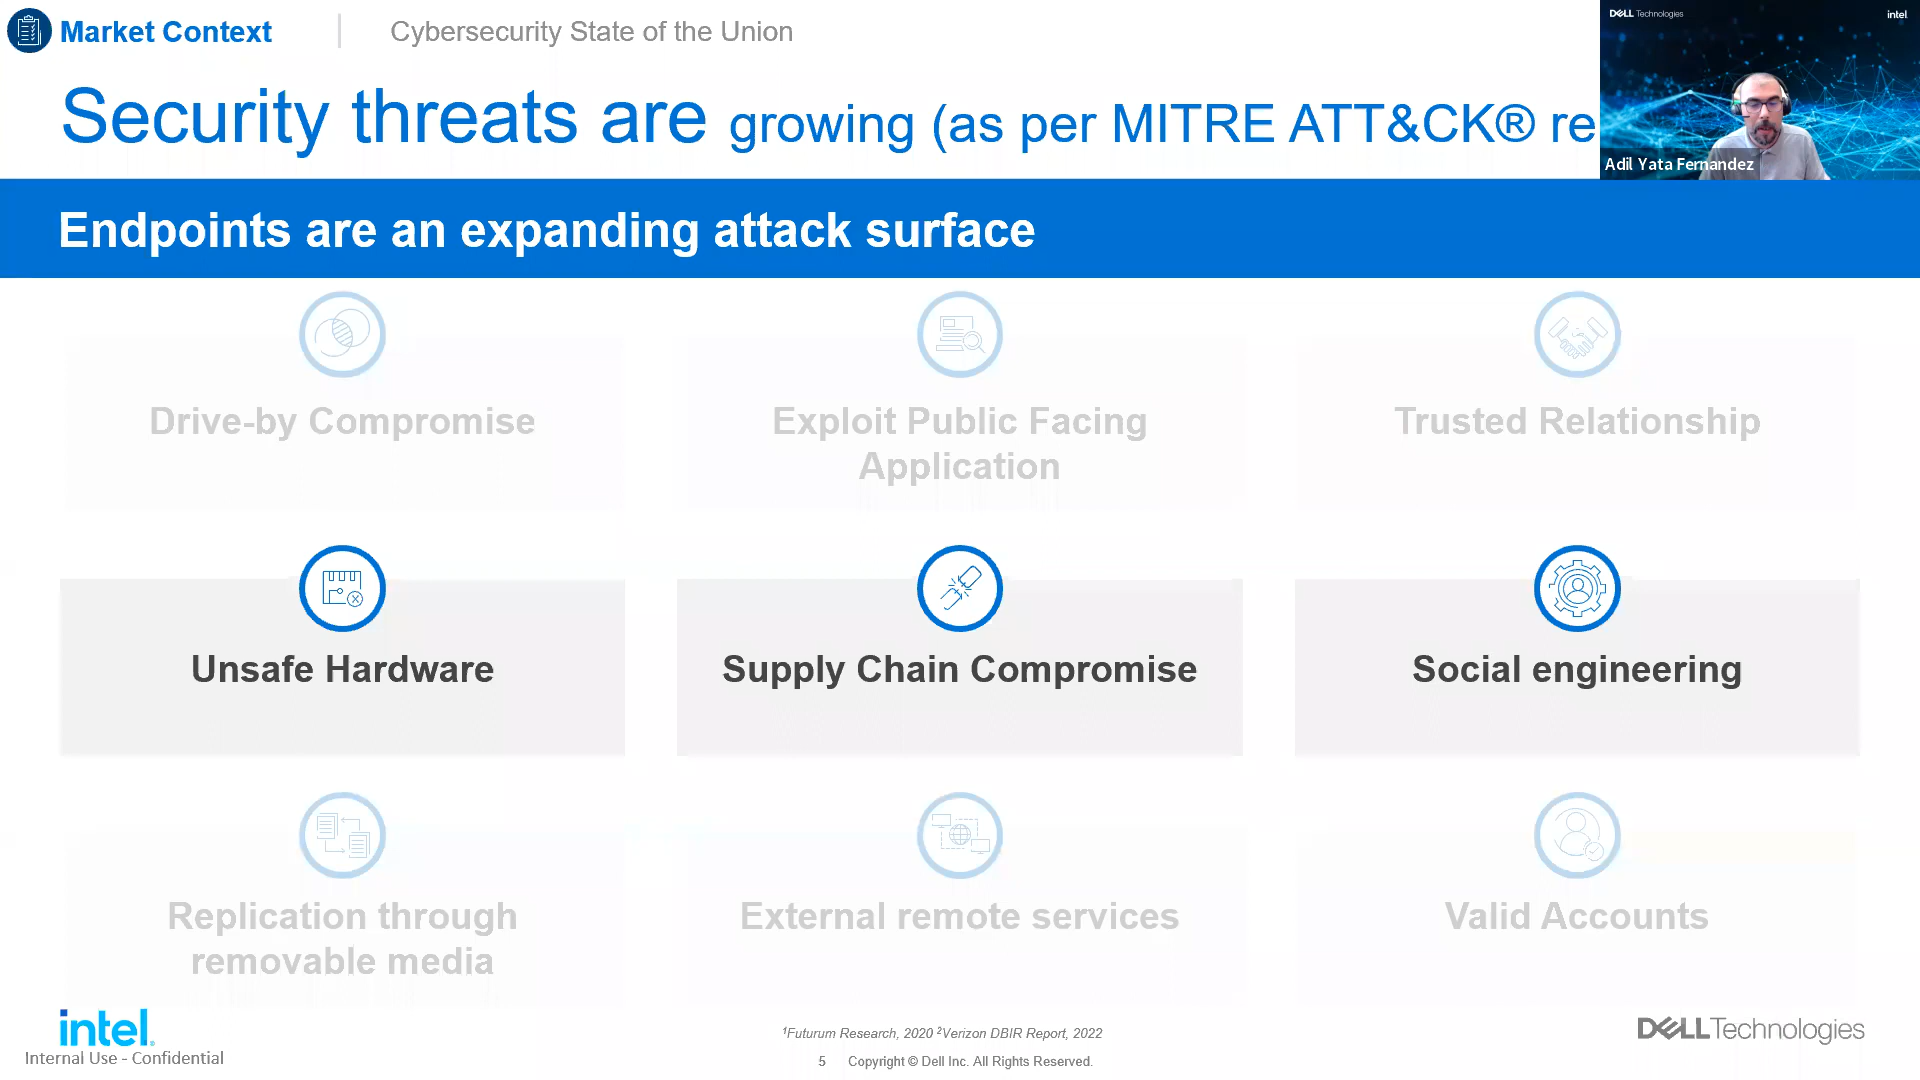 Market Context
Cybersecurity State of the Union
DELL Technologies
intel
Security threats are growing (as per MITRE ATT&CK® re
Adil Yata Fernandez
Endpoints are an expanding attack surface
Drive-by Compromise
Exploit Public Facing
Application
Trusted Relationship
Unsafe Hardware
Supply Chain Compromise
Social engineering
Replication through
removable media
External remote services
Valid Accounts
intel.
Internal Use - Confidential
¹Futurum Research, 2020 ²Verizon DBIR Report, 2022
5 Copyright © Dell Inc. All Rights Reserved.
DELLTechnologies